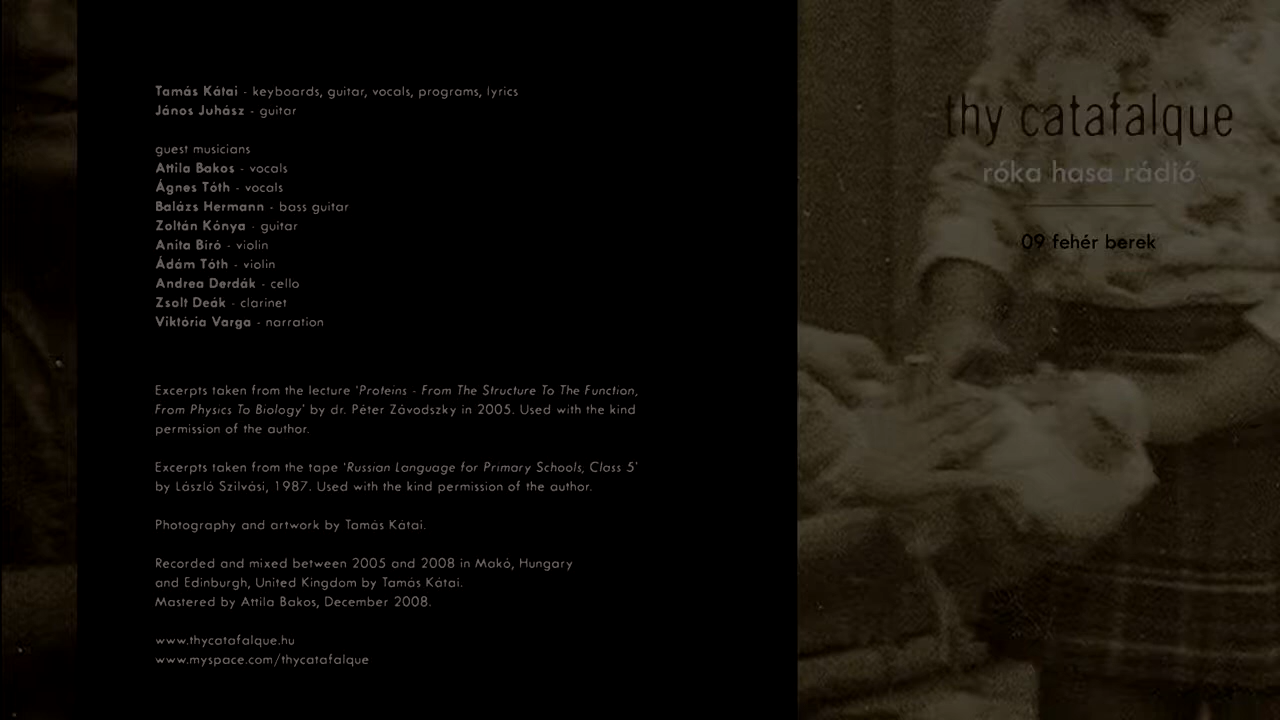 Tamás Kátai - keyboards, guitar, vocals, programs, lyrics
János Juhász - guitar
guest musicians
Attila Bakos - vocals
Ágnes Tóth - vocals
Balázs Hermann - bass guitar
Zoltán Kónya - guitar
Anita Bíró - violin
Ádám Tóth - violin
Andrea Derdák - cello
Zsolt Deák - clarinet
Viktória Varga - narration
Excerpts taken from the lecture 'Proteins - From The Structure To The Function,
From Physics To Biology' by dr. Péter Závodszky in 2005. Used with the kind
permission of the author.
Excerpts taken from the tape 'Russian Language for Primary Schools, Class 5'
by László Szilvási, 1987. Used with the kind permission of the author.
Photography and artwork by Tamás Kátai.
Recorded and mixed between 2005 and 2008 in Makó, Hungary
and Edinburgh, United Kingdom by Tamás Kátai.
Mastered by Attila Bakos, December 2008.
www.thycatafalque.hu
www.myspace.com/thycatafalque
thy catafalque
róka hasa rádió
09 fehér berek